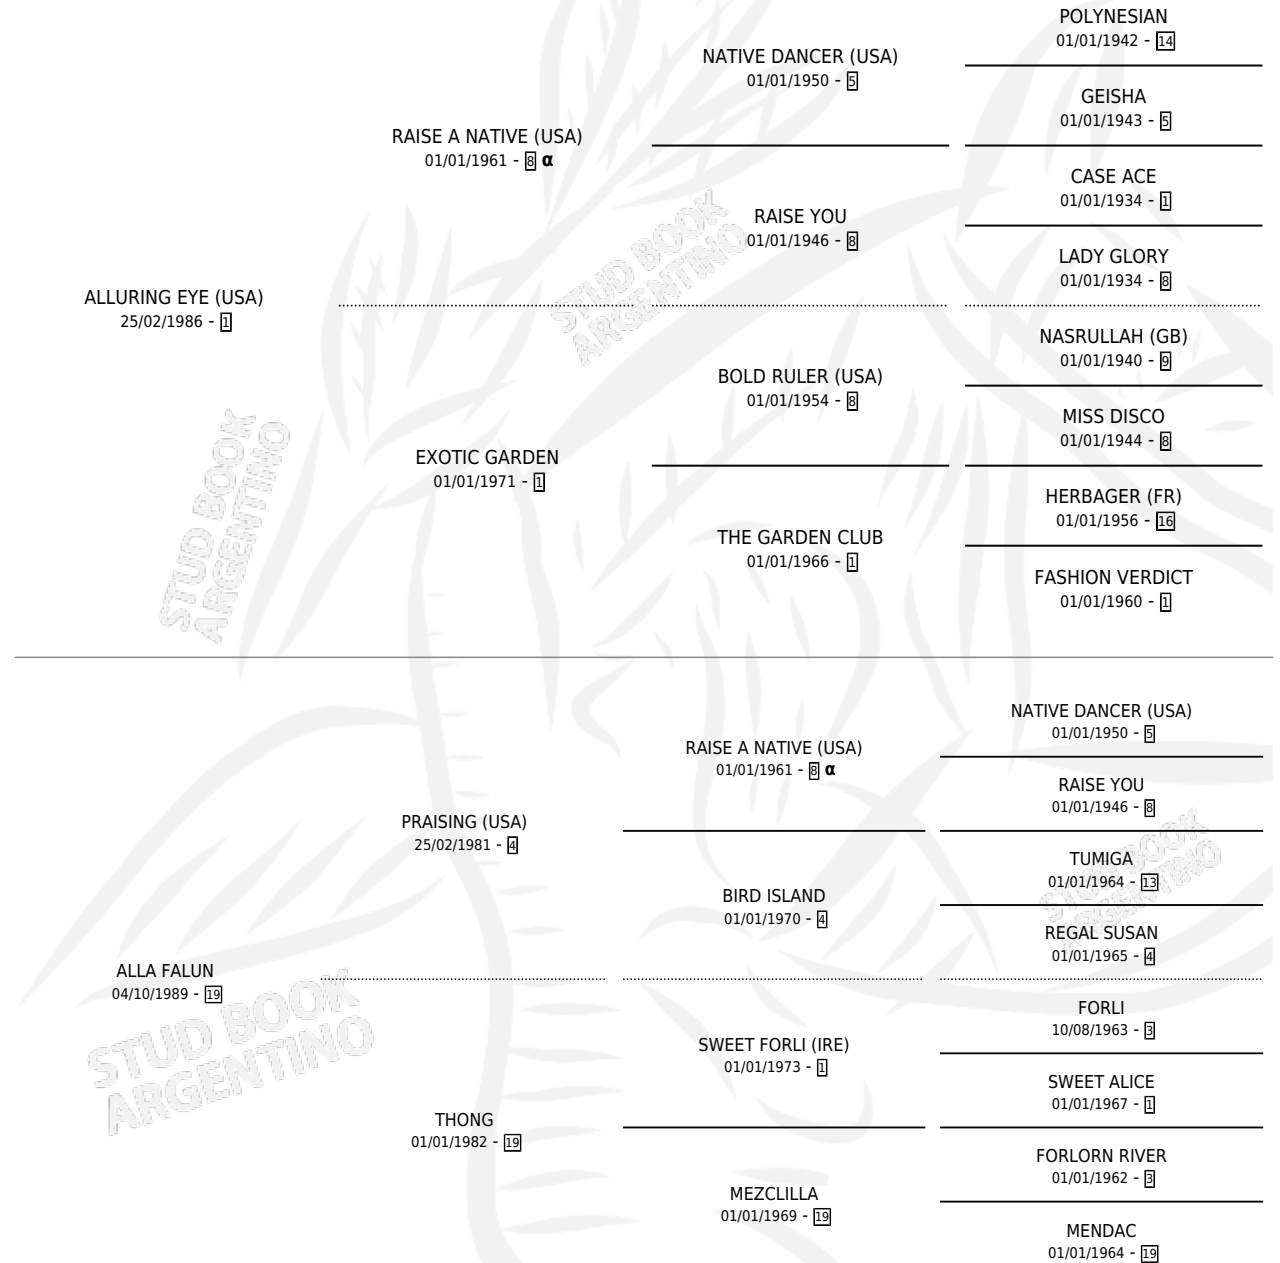 POLYNESIAN
01/01/1942 - 14
NATIVE DANCER (USA)
01/01/1950 - 5
GEISHA
01/01/1943 - 5
RAISE A NATIVE (USA)
01/01/1961 - 8 α
CASE ACE
01/01/1934 - 1
RAISE YOU
01/01/1946 - 8
LADY GLORY
01/01/1934 - 8
ALLURING EYE (USA)
25/02/1986 - 1
NASRULLAH (GB)
01/01/1940 - 9
BOLD RULER (USA)
01/01/1954 - 8
MISS DISCO
01/01/1944 - 8
EXOTIC GARDEN
01/01/1971 - 1
HERBAGER (FR)
01/01/1956 - 16
THE GARDEN CLUB
01/01/1966 - 1
FASHION VERDICT
01/01/1960 - 1
NATIVE DANCER (USA)
01/01/1950 - 5
RAISE A NATIVE (USA)
01/01/1961 - 8 α
RAISE YOU
01/01/1946 - 8
PRAISING (USA)
25/02/1981 - 4
TUMIGA
01/01/1964 - 13
BIRD ISLAND
01/01/1970 - 4
REGAL SUSAN
01/01/1965 - 4
ALLA FALUN
04/10/1989 - 19
FORLI
10/08/1963 - 3
SWEET FORLI (IRE)
01/01/1973 - 1
SWEET ALICE
01/01/1967 - 1
THONG
01/01/1982 - 19
FORLORN RIVER
01/01/1962 - 3
MEZCLILLA
01/01/1969 - 19
MENDAC
01/01/1964 - 19
STUD BOOK
ARGENTINO
STUD BOOK
ARGENTINO
STUD BOOK
ARGENTINO
STUD BOOK
ARGENTINO